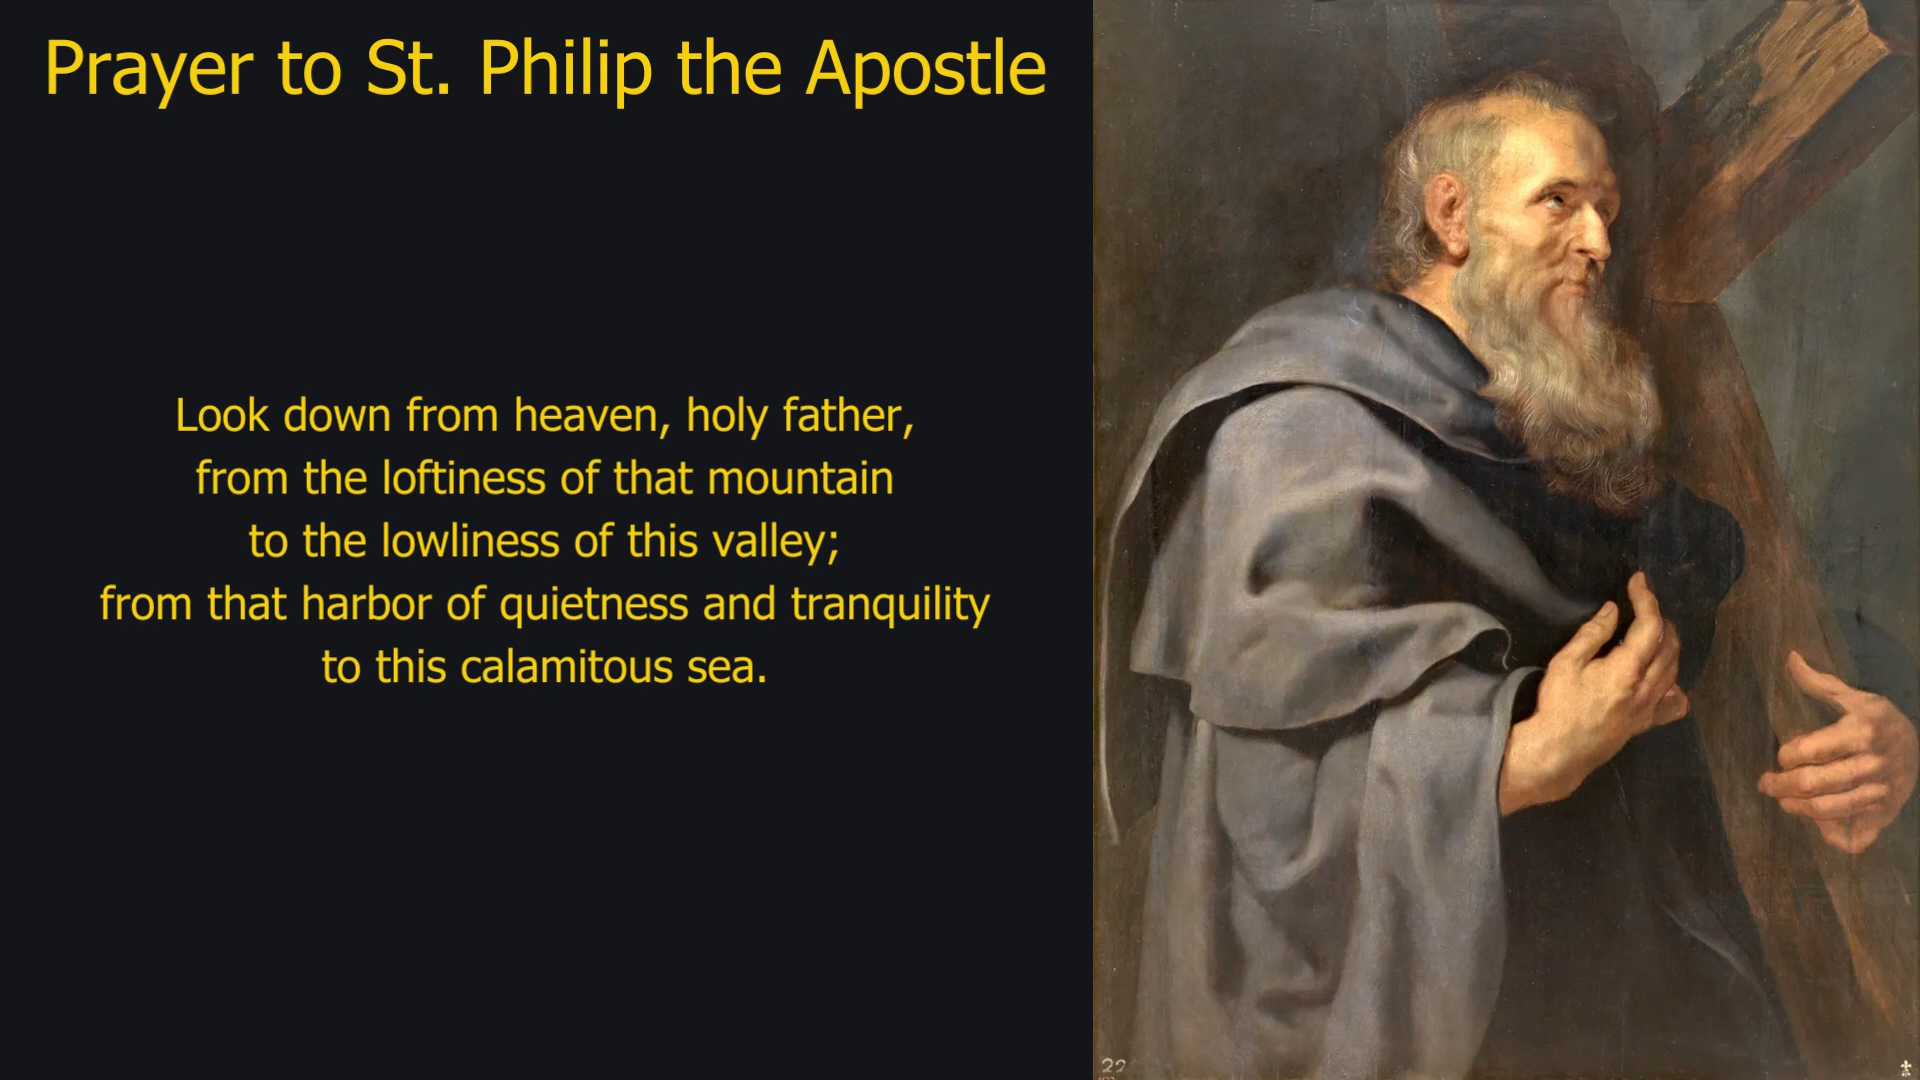 Prayer to St. Philip the Apostle
Look down from heaven, holy father,
from the loftiness of that mountain
to the lowliness of this valley;
from that harbor of quietness and tranquility
to this calamitous sea.
22